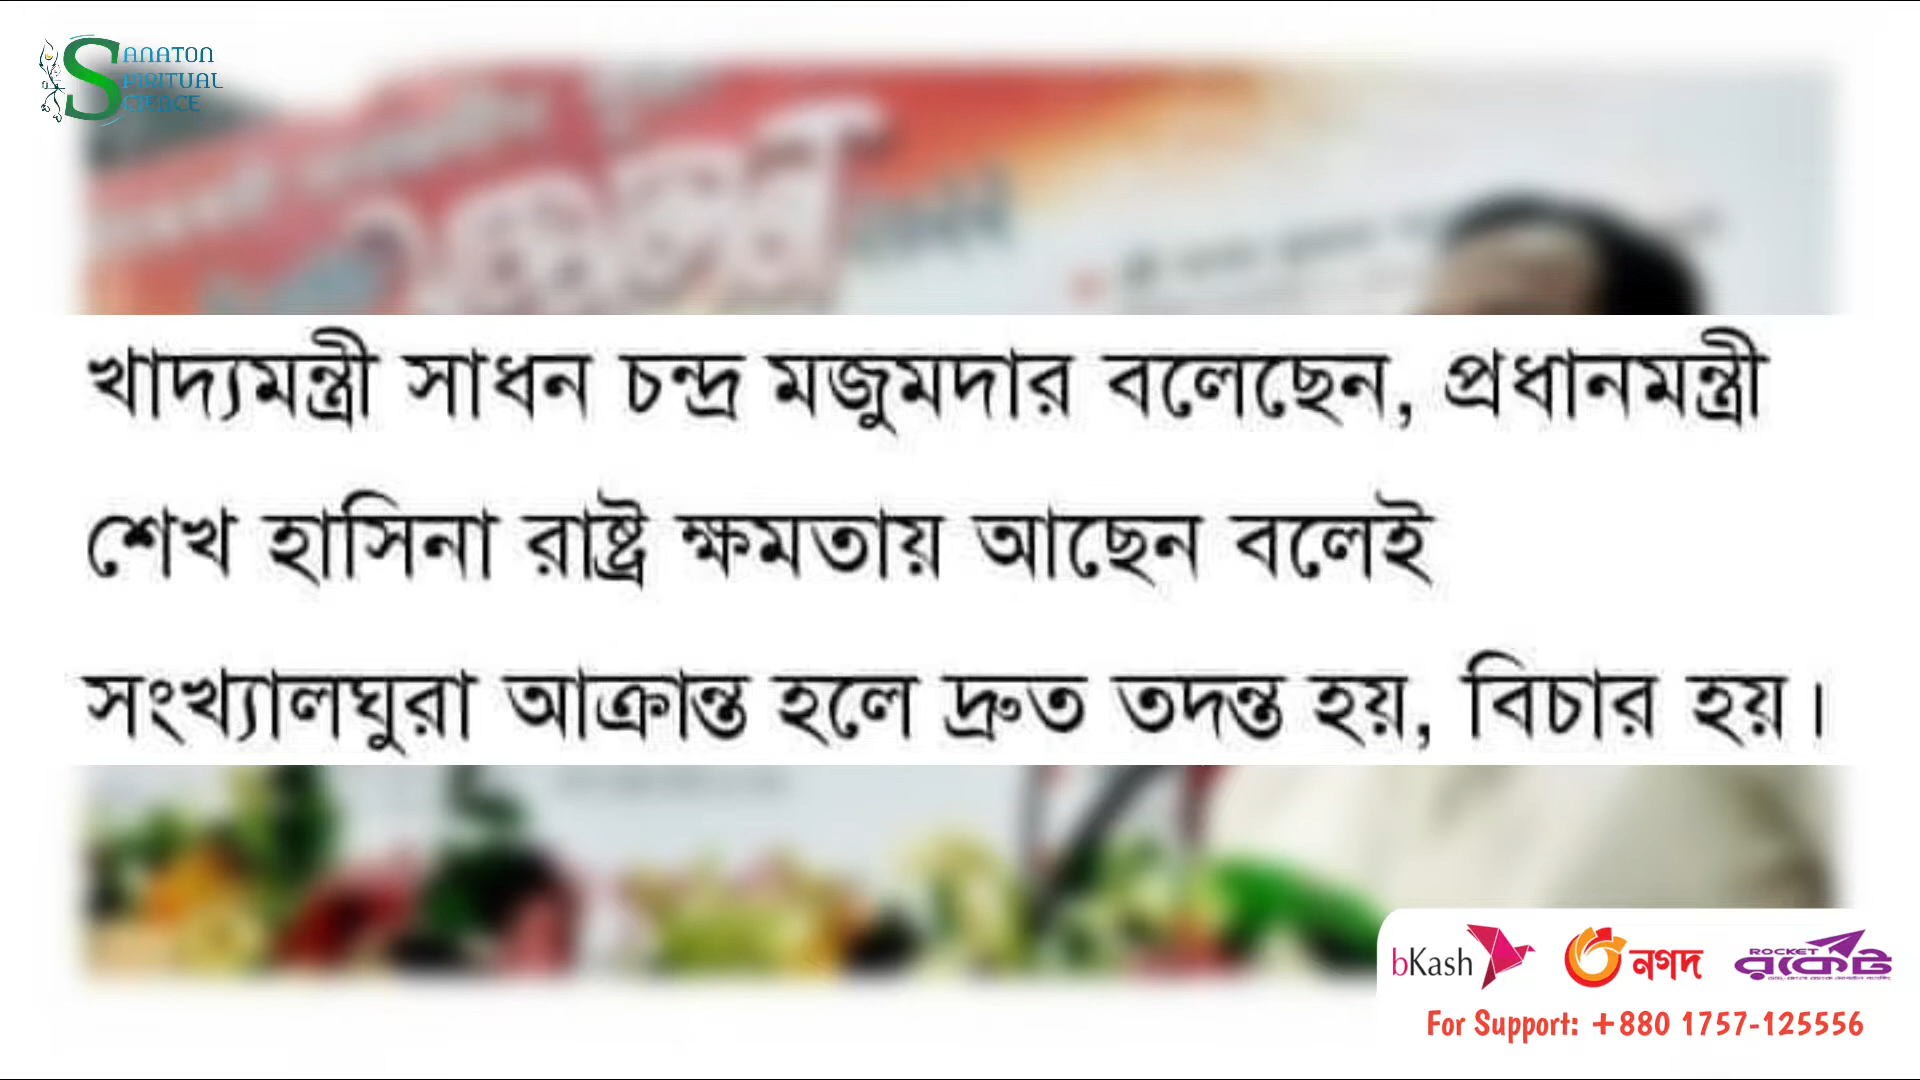 SANATON
SPIRITUAL
SCIENCE
খাদ্যমন্ত্রী সাধন চন্দ্র মজুমদার বলেছেন, প্রধানমন্ত্রী
শেখ হাসিনা রাষ্ট্র ক্ষমতায় আছেন বলেই
সংখ্যালঘুরা আক্রান্ত হলে দ্রুত তদন্ত হয়, বিচার হয়।
bKash নগদ ROCKET রকেট
For Support: +880 1757-125556